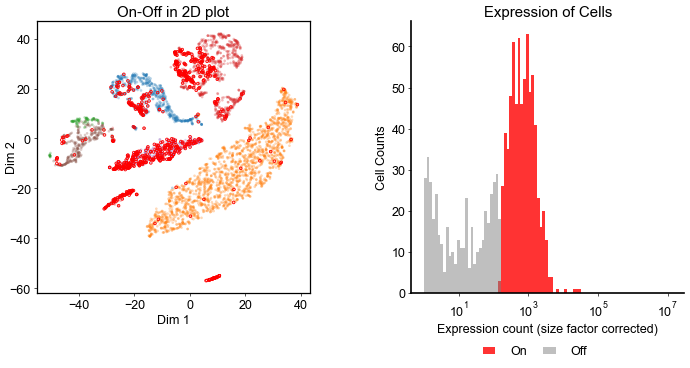 On-Off in 2D plot
Dim 2
40
20
0
−20
−40
−60
−40
−20
0
20
40
Dim 1
Expression of Cells
Cell Counts
60
50
40
30
20
10
0
10^1
10^3
10^5
10^7
Expression count (size factor corrected)
On
Off